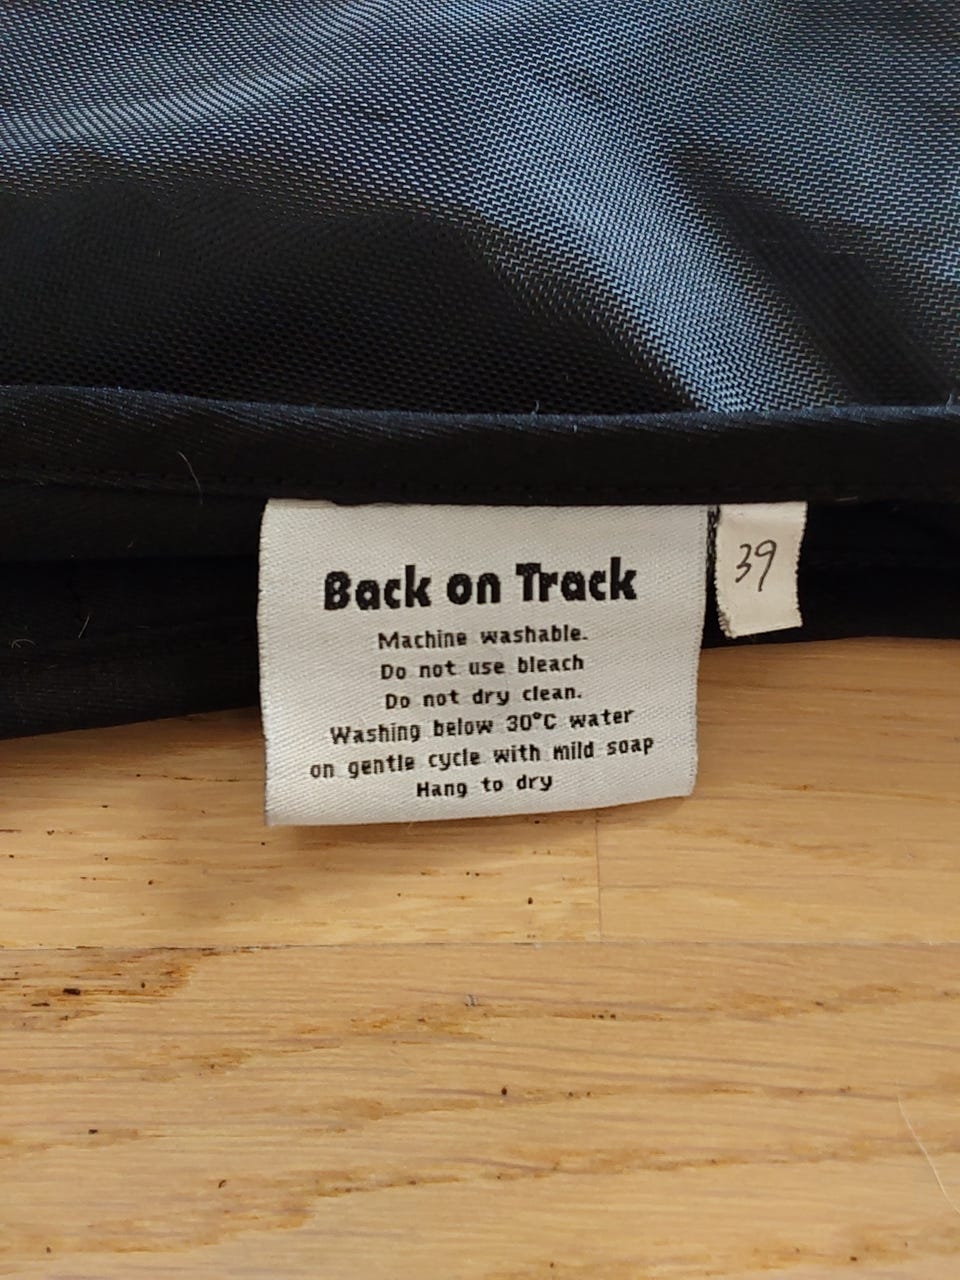 Back on Track
Machine washable.
Do not use bleach
Do not dry clean.
Washing below 30°C water
on gentle cycle with mild soap
Hang to dry
39